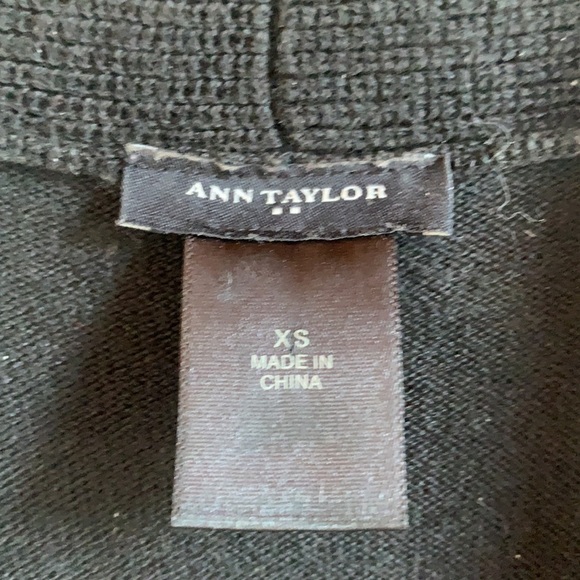 ANN TAYLOR
XS
MADE IN
CHINA